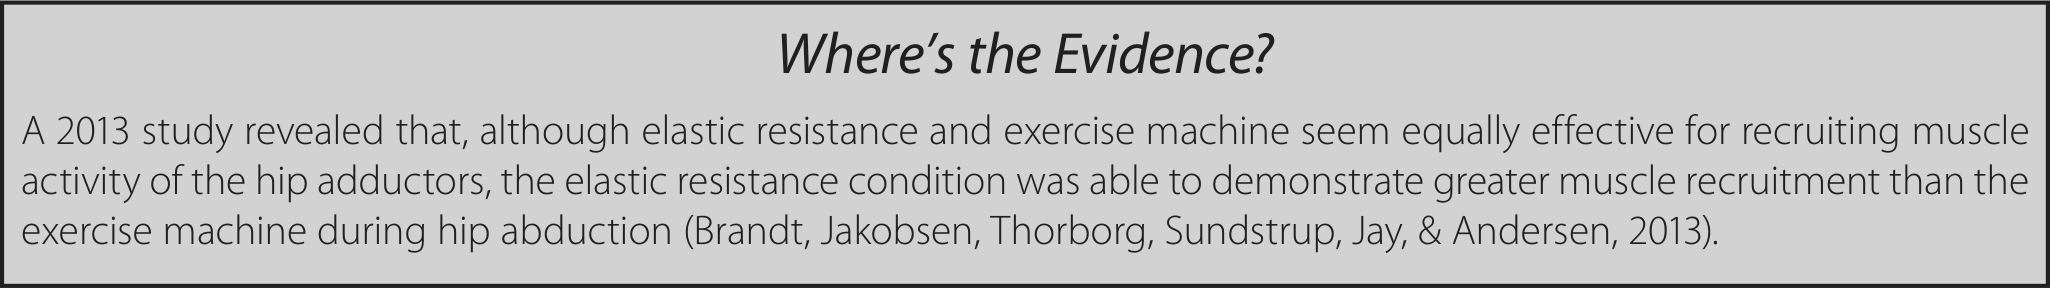 Where's the Evidence?
A 2013 study revealed that, although elastic resistance and exercise machine seem equally effective for recruiting muscle
activity of the hip adductors, the elastic resistance condition was able to demonstrate greater muscle recruitment than the
exercise machine during hip abduction (Brandt, Jakobsen, Thorborg, Sundstrup, Jay, & Andersen, 2013).